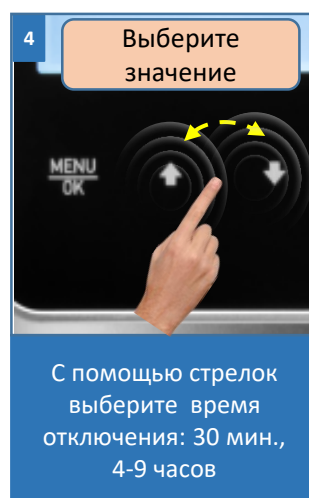 4
Выберите
значение
MENU
OK
С помощью стрелок
выберите время
отключения: 30 мин.,
4-9 часов